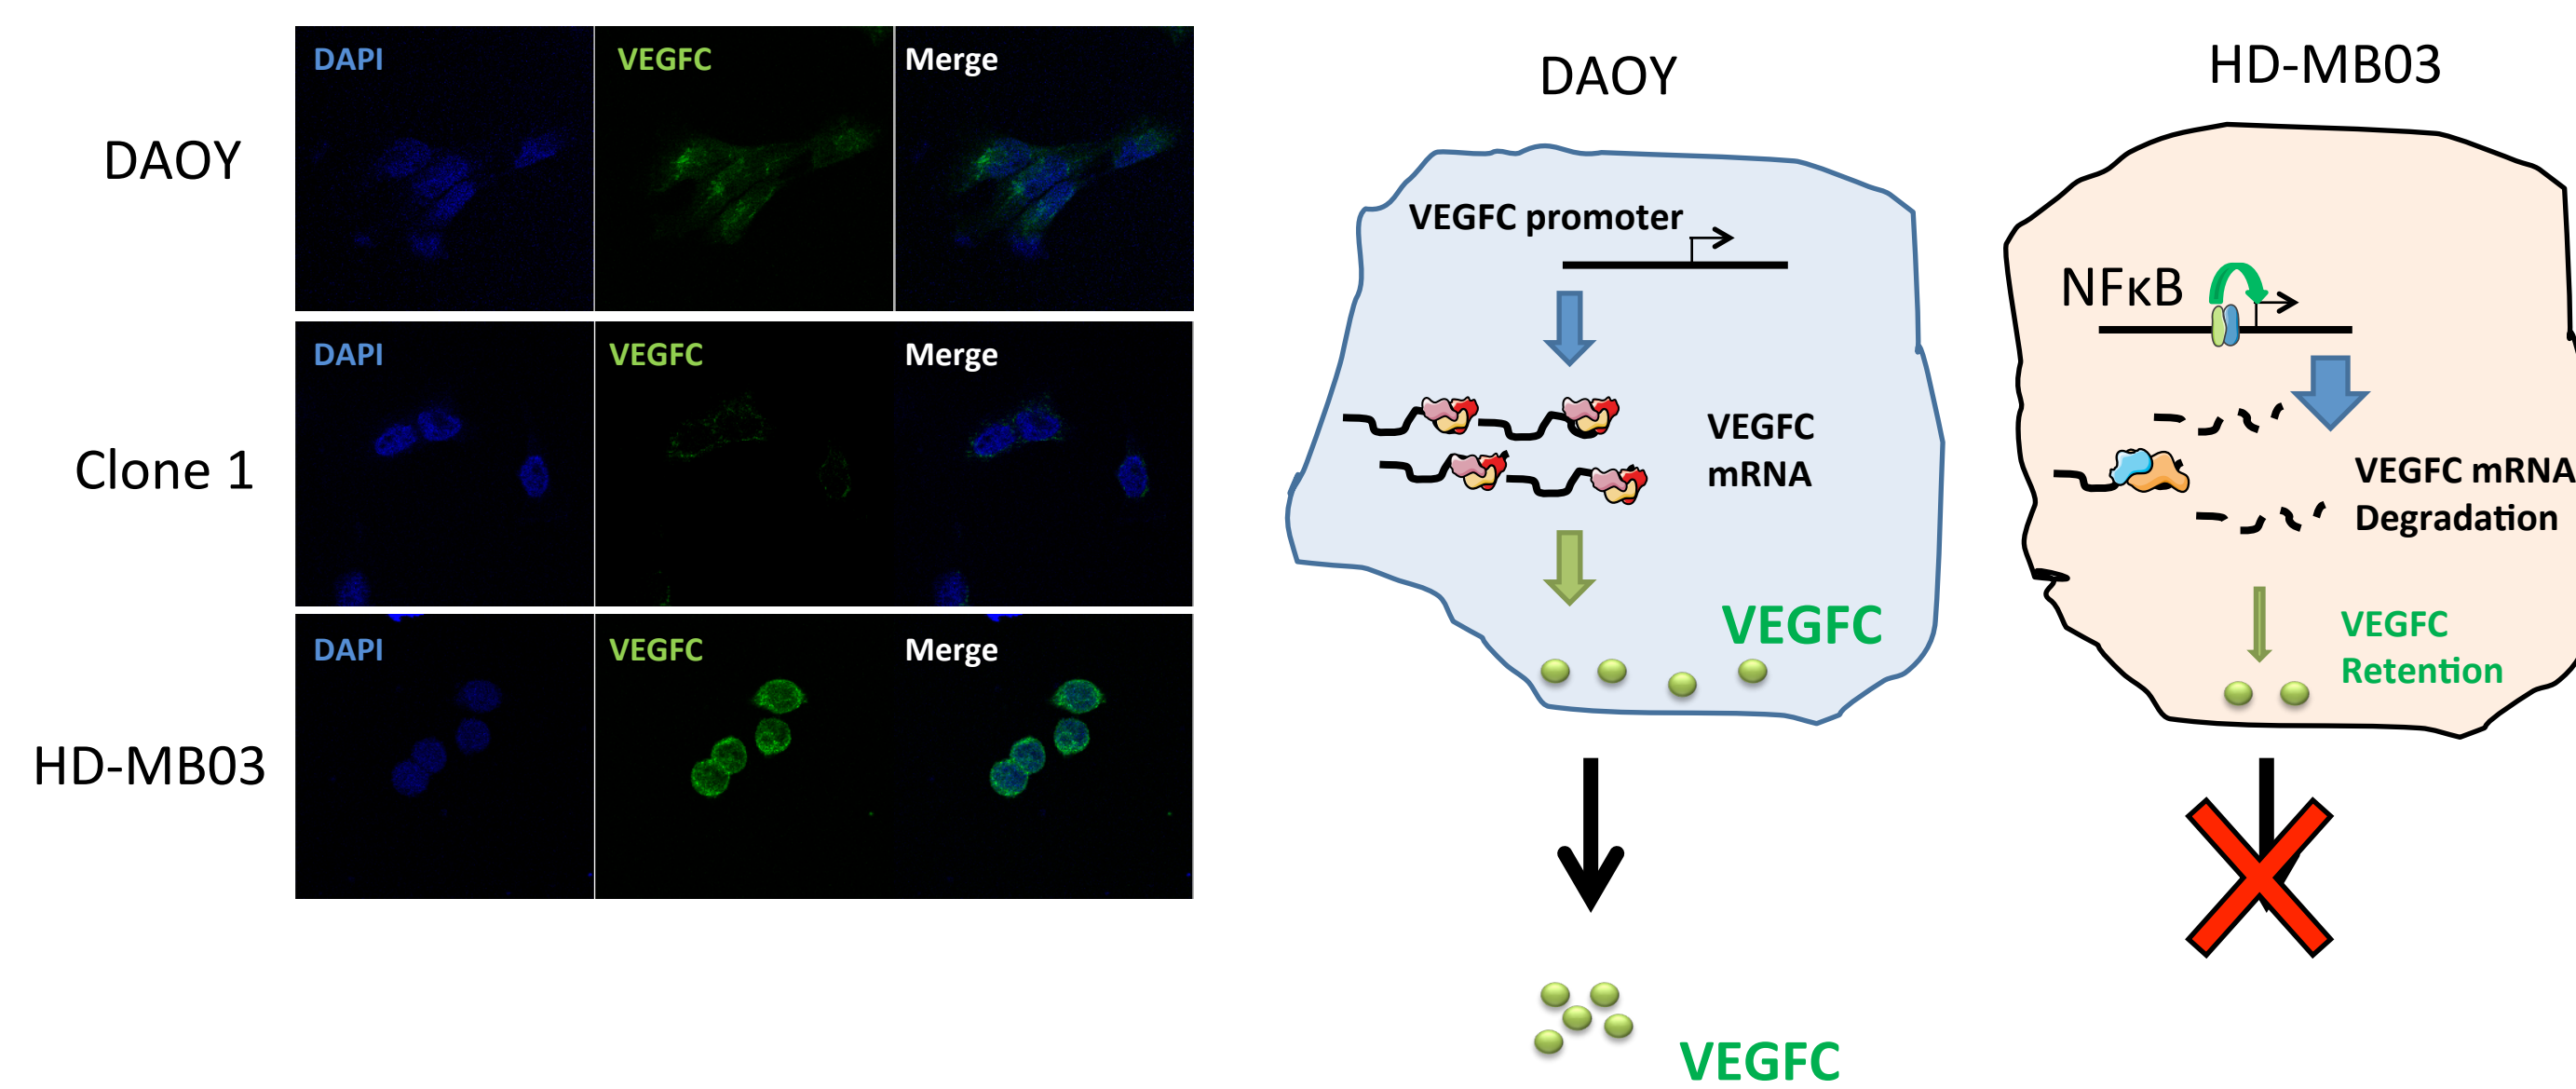 DAOY
DAPI
VEGFC
Merge
Clone 1
DAPI
VEGFC
Merge
HD-MB03
DAPI
VEGFC
Merge
DAOY
VEGFC promoter
VEGFC
mRNA
VEGFC
VEGFC
HD-MB03
NFκB
VEGFC mRNA
Degradation
VEGFC
Retention